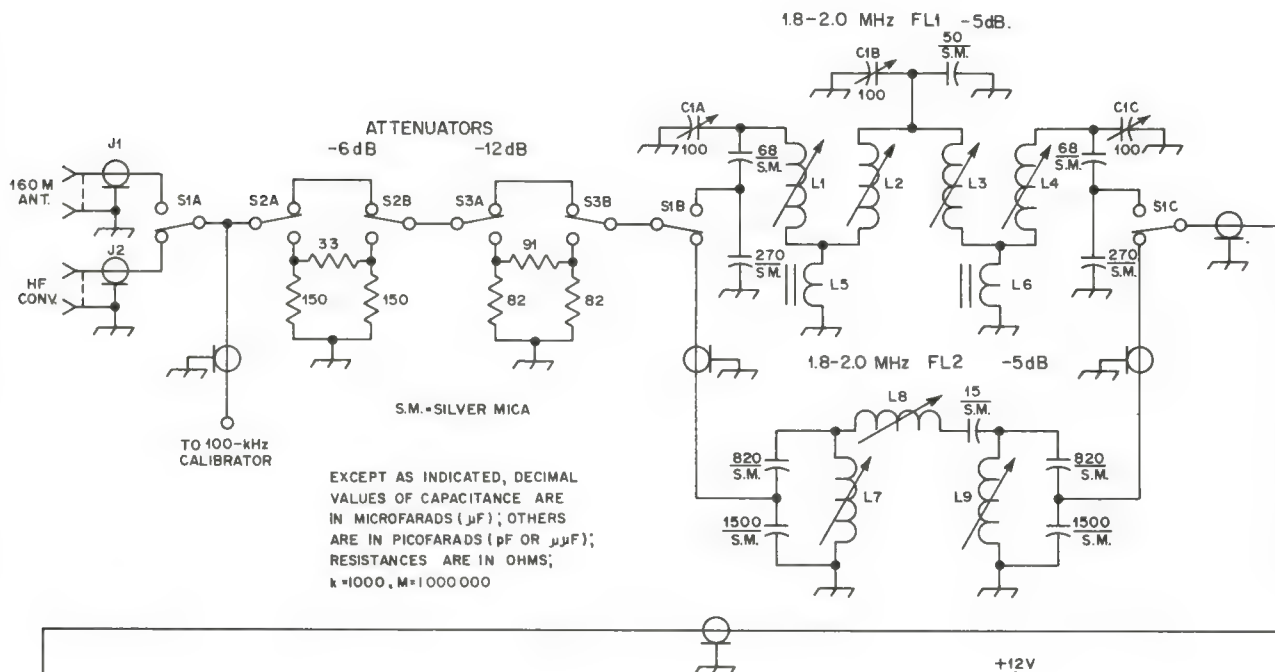 1.8-2.0 MHz FL1 -5dB.
50
S.M.
C1B
100
C1A
100
68
S.M.
L1
L2
L3
L4
68
S.M.
C1C
100
ATTENUATORS
-6dB
-12dB
J1
160 M
ANT.
S1A
S2A
S2B
S3A
S3B
S1B
S1C
J2
HF
CONV.
33
150
150
91
82
82
270
S.M.
L5
L6
270
S.M.
1.8-2.0 MHz FL2 -5dB
TO 100-kHz
CALIBRATOR
S.M.=SILVER MICA
EXCEPT AS INDICATED, DECIMAL
VALUES OF CAPACITANCE ARE
IN MICROFARADS (µF); OTHERS
ARE IN PICOFARADS (pF OR µµF);
RESISTANCES ARE IN OHMS;
k=1000, M=1000000
L8
15
S.M.
820
S.M.
L7
L9
820
S.M.
1500
S.M.
1500
S.M.
+12V